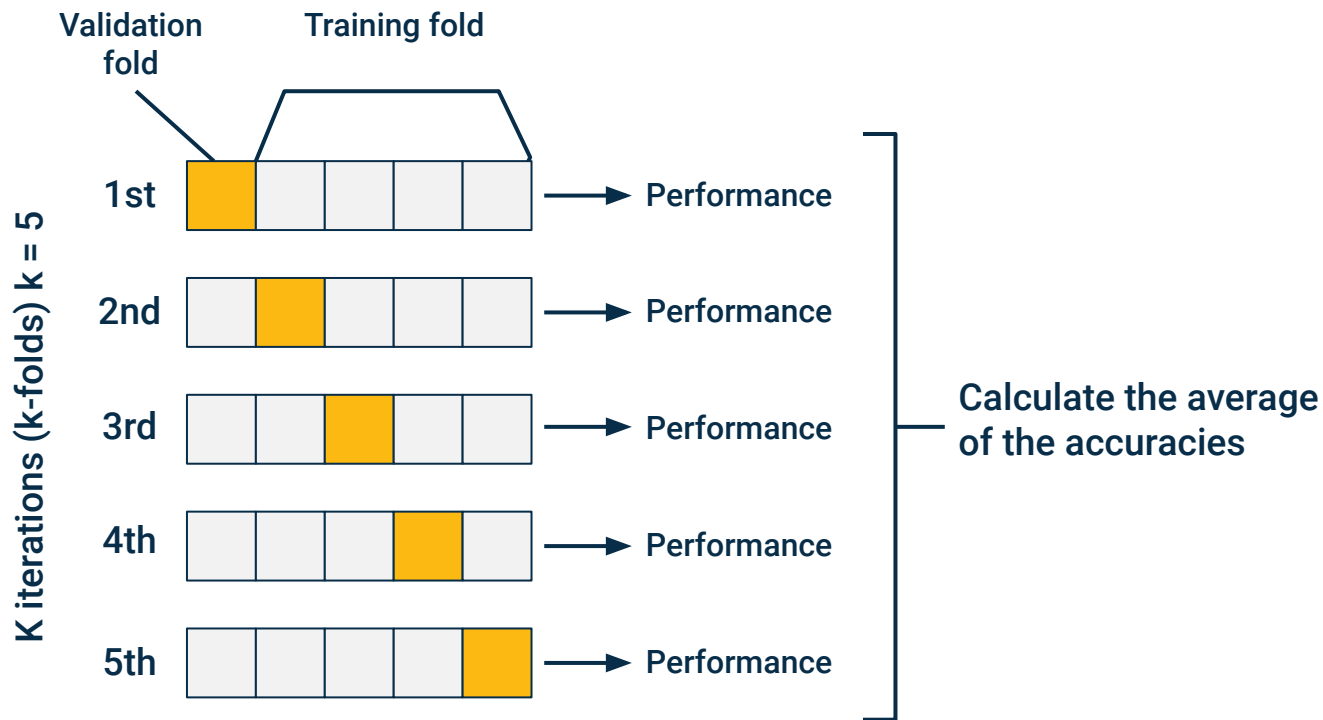 Validation
fold
Training fold
K iterations (k-folds) k = 5
1st
Performance
2nd
Performance
3rd
Performance
4th
Performance
5th
Performance
Calculate the average
of the accuracies